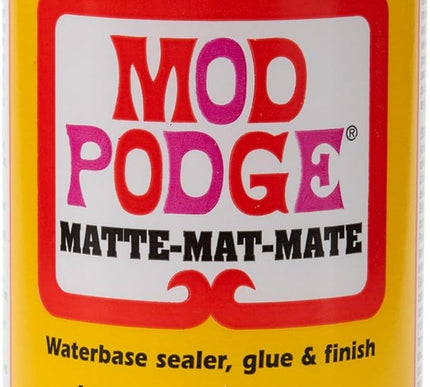 MOD
PODGE®
MATTE-MAT-MATE
Waterbase sealer, glue & finish